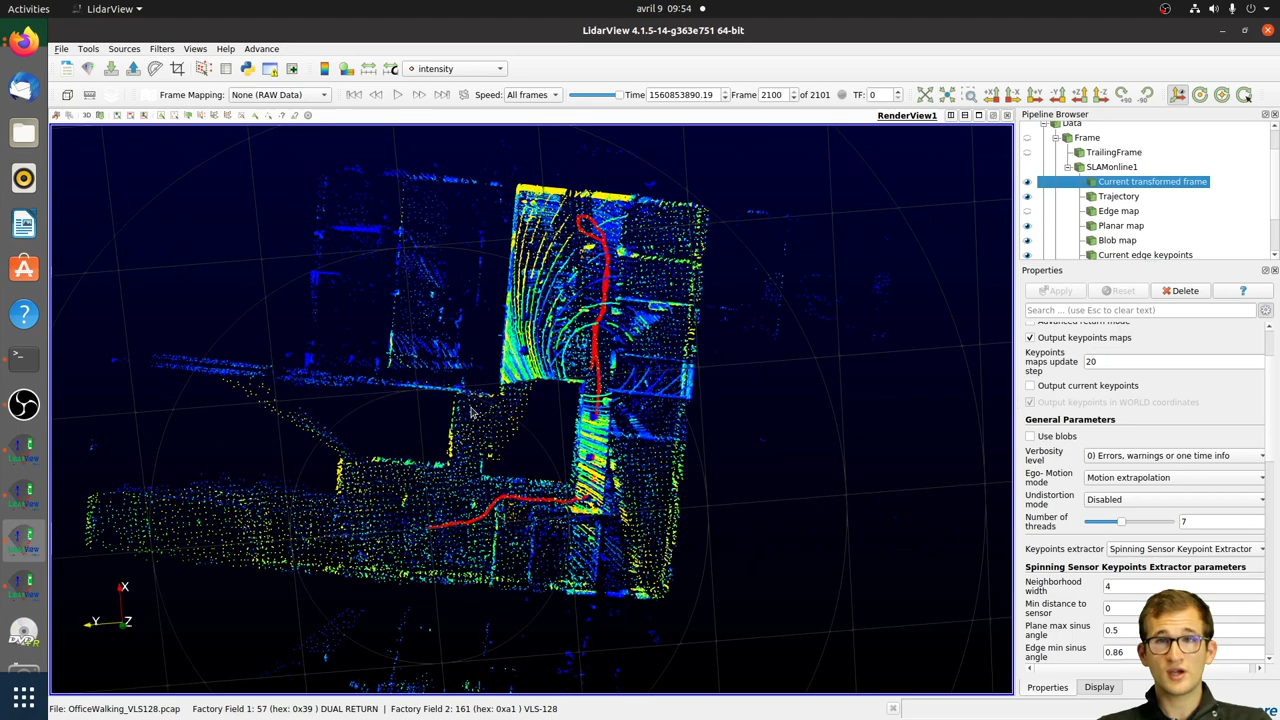 Activities
LidarView
avril 9 09:54
LidarView 4.1.5-14-g363e751 64-bit
File Tools Sources Filters Views Help Advance
intensity
Frame Mapping: None (RAW Data)
Speed: All frames
Time 1560853890.19
Frame 2100 of 2101
TF: 0
3D
RenderView1
Pipeline Browser
Data
Frame
TrailingFrame
SLAMonline1
Current transformed frame
Trajectory
Edge map
Planar map
Blob map
Current edge keypoints
Properties
Apply Reset Delete ?
Search ... (use Esc to clear text)
Advanced return mode
Output keypoints maps
Keypoints maps update step 20
Output current keypoints
Output keypoints in WORLD coordinates
General Parameters
Use blobs
Verbosity level 0) Errors, warnings or one time info
Ego- Motion mode Motion extrapolation
Undistortion mode Disabled
Number of threads 7
Keypoints extractor Spinning Sensor Keypoint Extractor
Spinning Sensor Keypoints Extractor parameters
Neighborhood width 4
Min distance to sensor 0
Plane max sinus angle 0.5
Edge min sinus angle 0.86
X
Y
Z
Properties Display
File: OfficeWalking_VLS128.pcap Factory Field 1: 57 (hex: 0x39) DUAL RETURN | Factory Field 2: 161 (hex: 0xa1) VLS-128